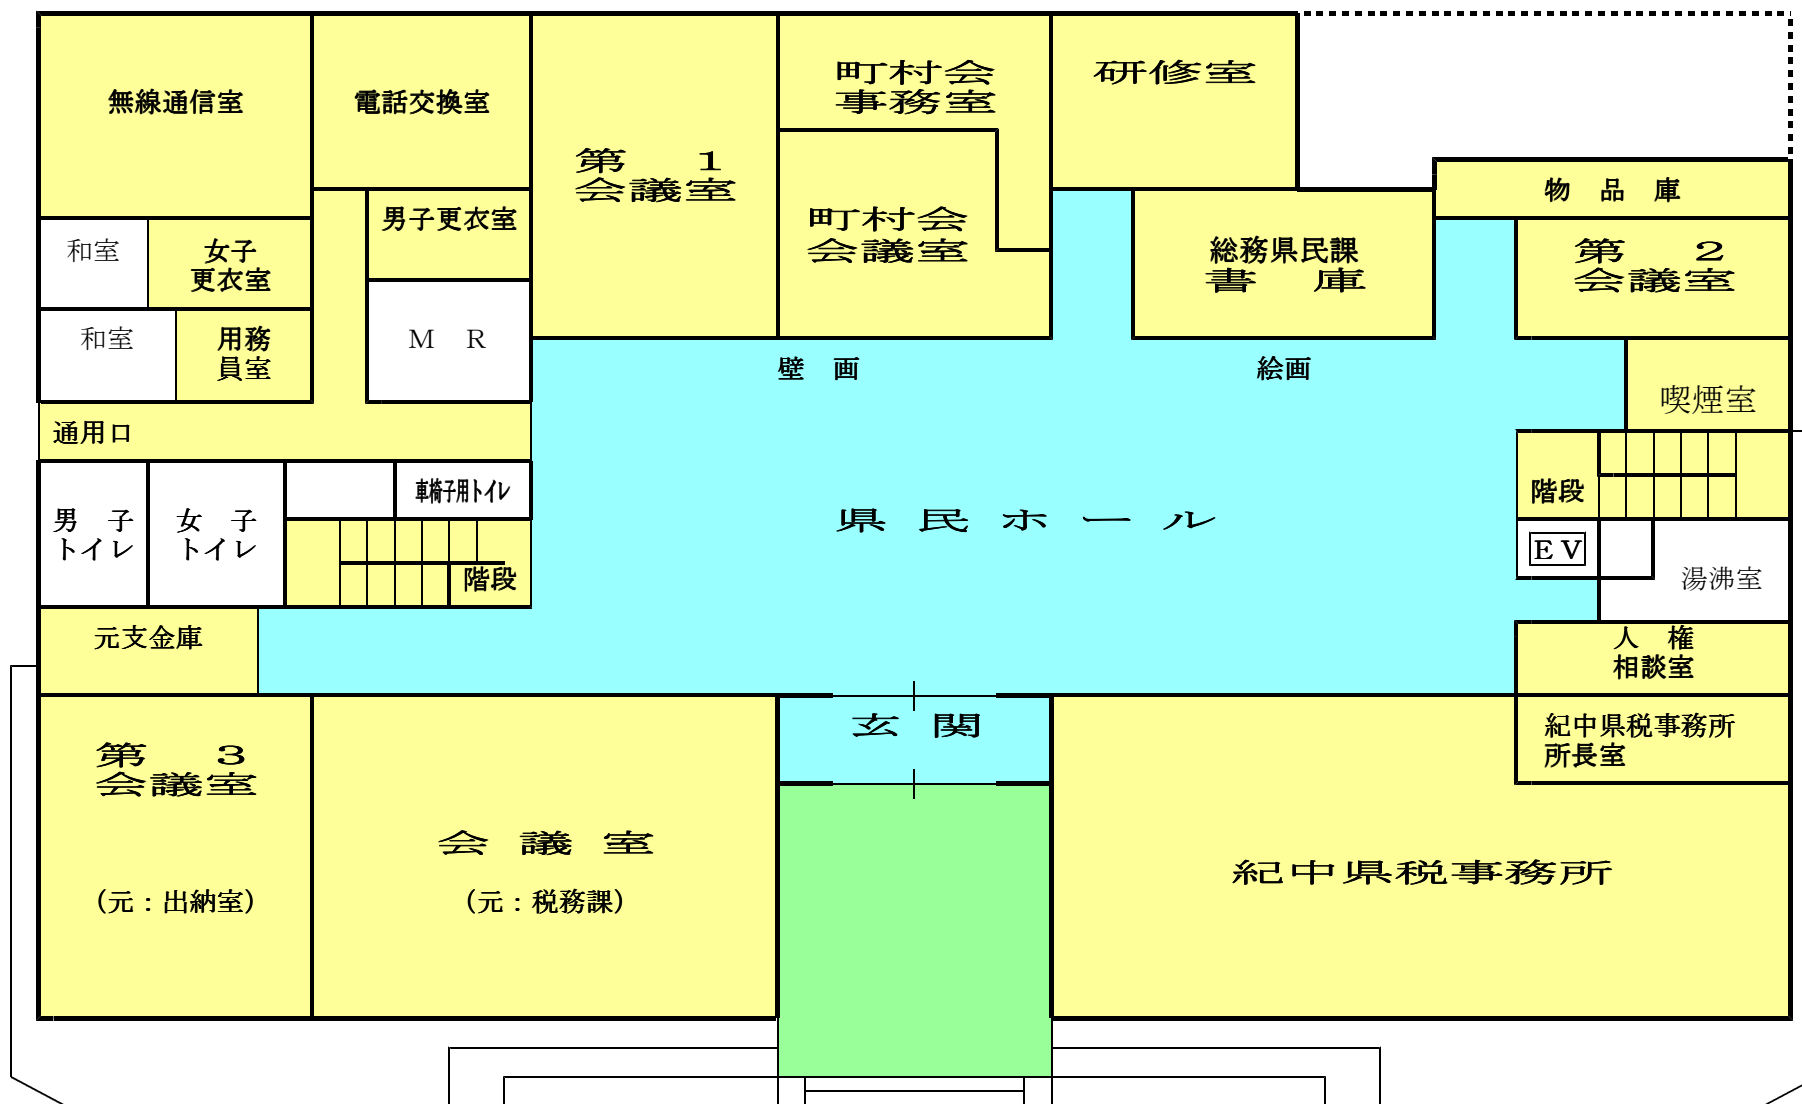 無線通信室
電話交換室
第　1
会議室
町村会
事務室
研修室
物　品　庫
和室
女子
更衣室
男子更衣室
町村会
会議室
総務県民課
書　庫
第　2
会議室
和室
用務
員室
Ｍ　Ｒ
壁　画
絵画
喫煙室
通用口
男　子
トイレ
女　子
トイレ
車椅子用トイレ
階段
県民ホール
階段
ＥＶ
湯沸室
元支金庫
人　権
相談室
玄関
紀中県税事務所
所長室
第　3
会議室
（元：出納室）
会議室
（元：税務課）
紀中県税事務所